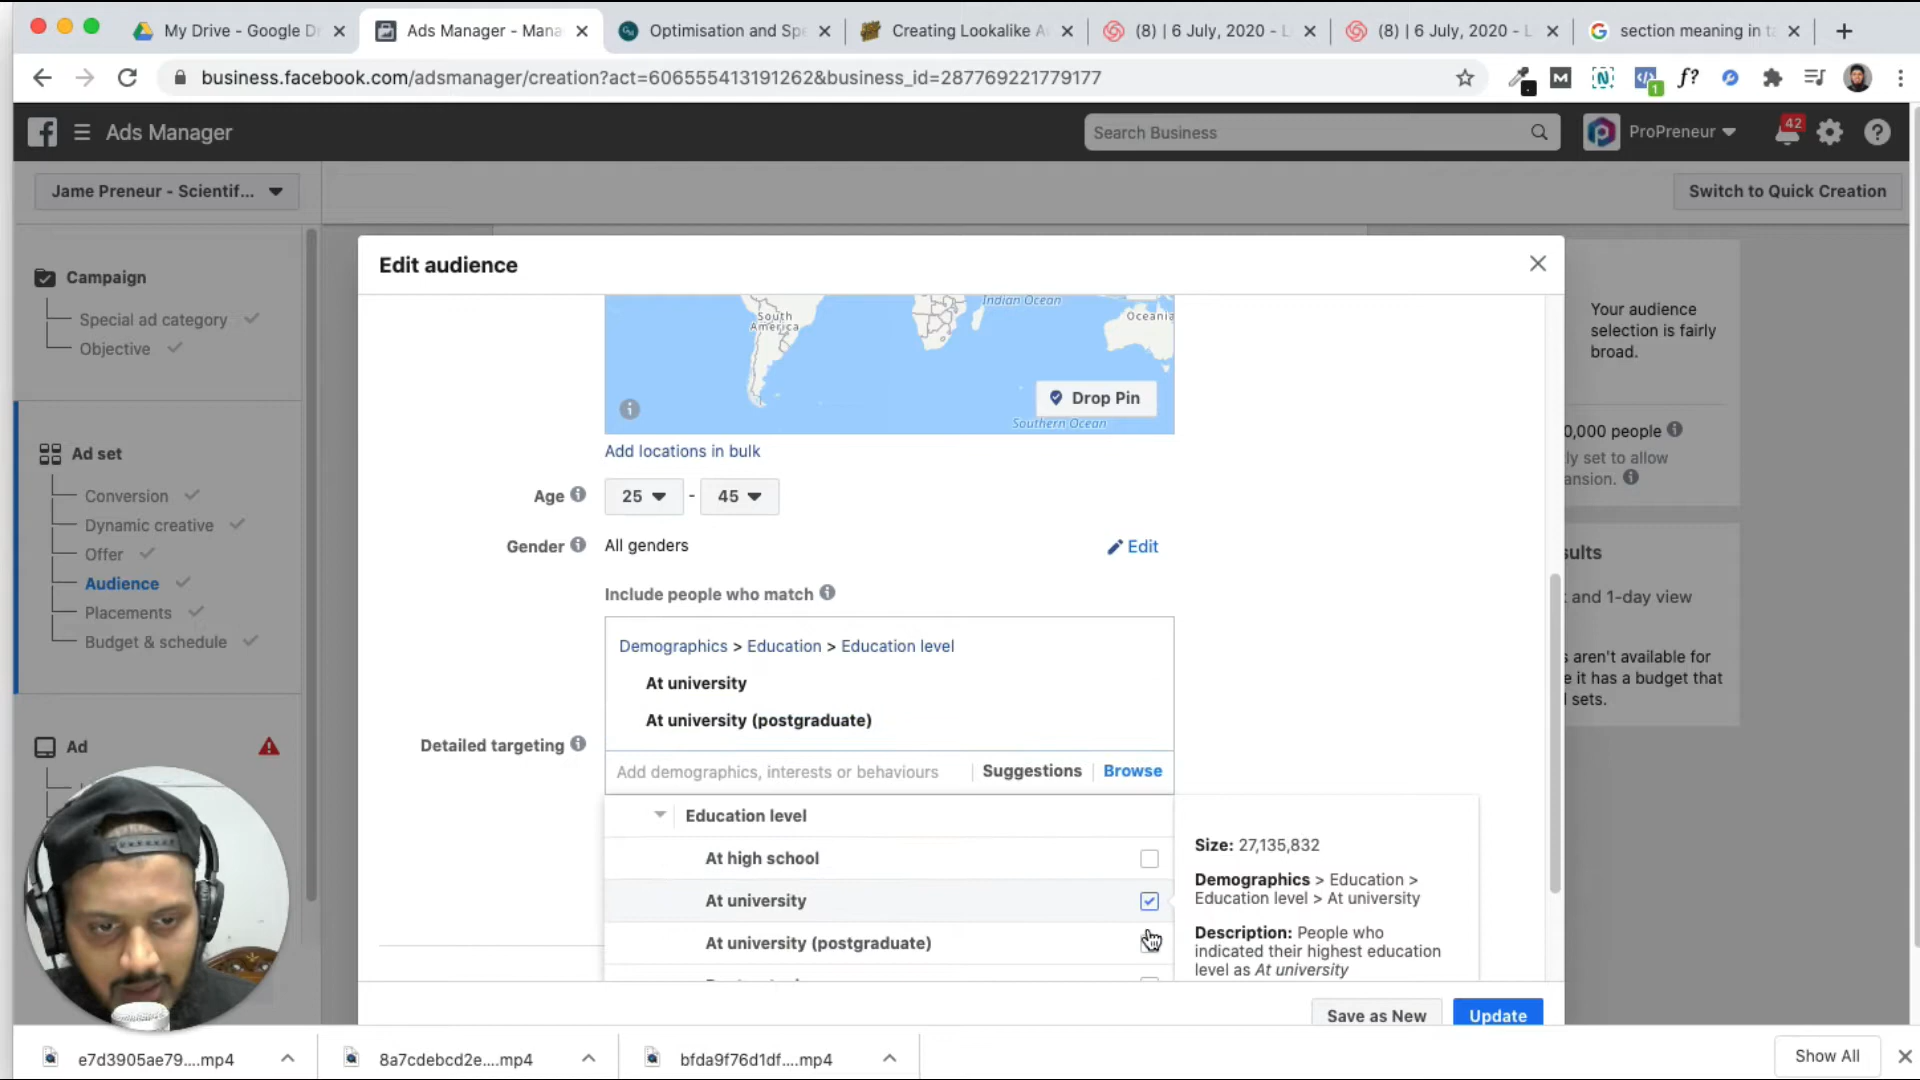 My Drive - Google Dr
Ads Manager - Mana
Optimisation and Spe
Creating Lookalike A
(8) | 6 July, 2020 - L
(8) | 6 July, 2020 - L
section meaning in ta
business.facebook.com/adsmanager/creation?act=606555413191262&business_id=287769221779177
Ads Manager
Search Business
ProPreneur
42
Jame Preneur - Scientif...
Switch to Quick Creation
Campaign
Special ad category
Objective
Ad set
Conversion
Dynamic creative
Offer
Audience
Placements
Budget & schedule
Ad
Edit audience
South
America
Indian Ocean
Oceania
Drop Pin
Southern Ocean
Add locations in bulk
Age
25
-
45
Gender
All genders
Edit
Include people who match
Demographics > Education > Education level
At university
At university (postgraduate)
Detailed targeting
Add demographics, interests or behaviours
Suggestions
Browse
Education level
At high school
At university
At university (postgraduate)
Size: 27,135,832
Demographics > Education >
Education level > At university
Description: People who
indicated their highest education
level as At university
Save as New
Update
Your audience
selection is fairly
broad.
0,000 people
ly set to allow
ansion.
sults
and 1-day view
s aren't available for
e it has a budget that
sets.
e7d3905ae79....mp4
8a7cdebcd2e....mp4
bfda9f76d1df....mp4
Show All